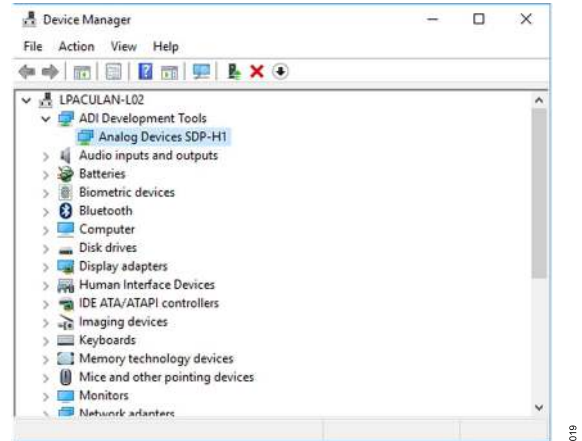 Device Manager
File Action View Help
LPACULAN-L02
ADI Development Tools
Analog Devices SDP-H1
Audio inputs and outputs
Batteries
Biometric devices
Bluetooth
Computer
Disk drives
Display adapters
Human Interface Devices
IDE ATA/ATAPI controllers
Imaging devices
Keyboards
Memory technology devices
Mice and other pointing devices
Monitors
Network adapters
019